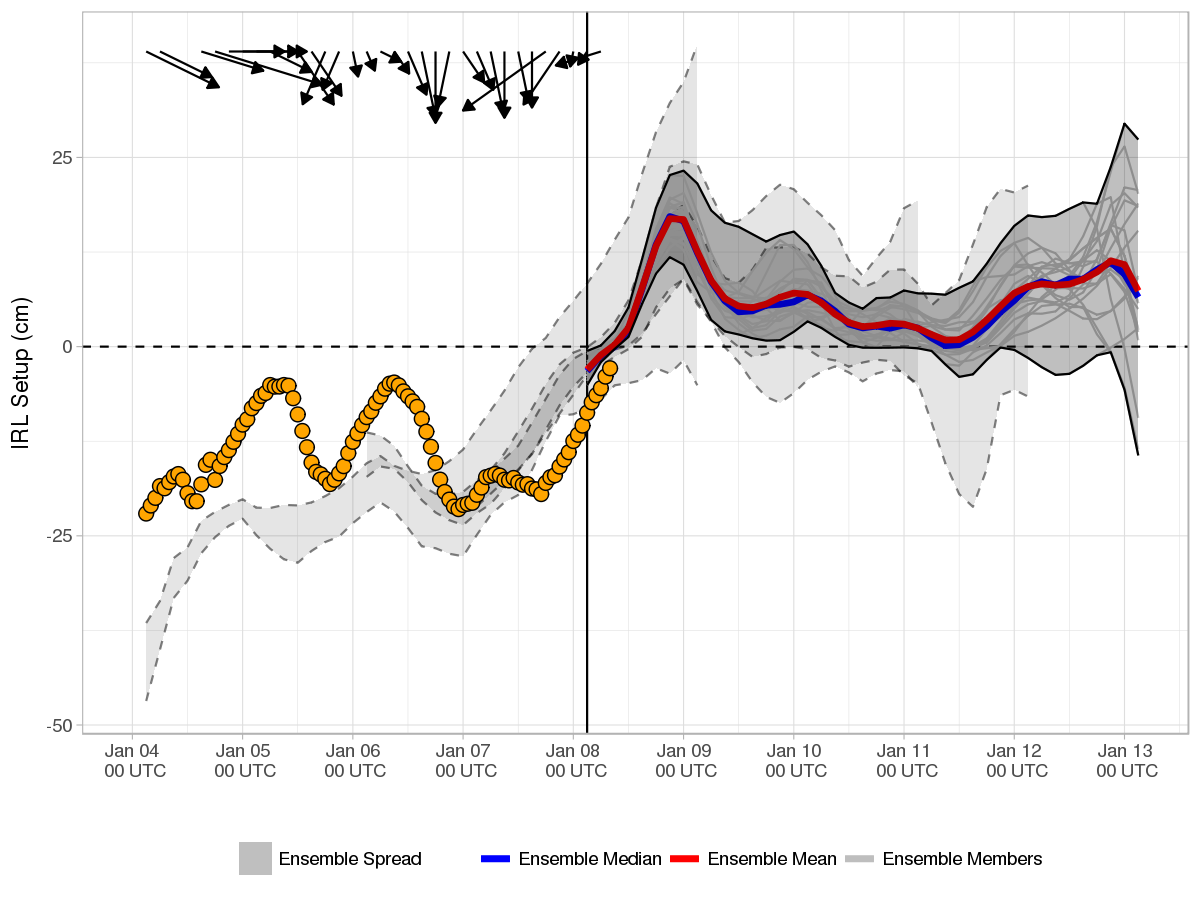 IRL Setup (cm)
25
0
-25
-50
Jan 04 Jan 05 Jan 06 Jan 07 Jan 08 Jan 09 Jan 10 Jan 11 Jan 12 Jan 13
00 UTC 00 UTC 00 UTC 00 UTC 00 UTC 00 UTC 00 UTC 00 UTC 00 UTC 00 UTC
Ensemble Spread Ensemble Median Ensemble Mean Ensemble Members